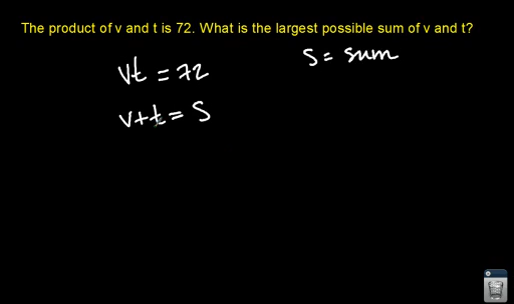 The product of v and t is 72. What is the largest possible sum of v and t?
S = sum
vt = 72
v+t = S